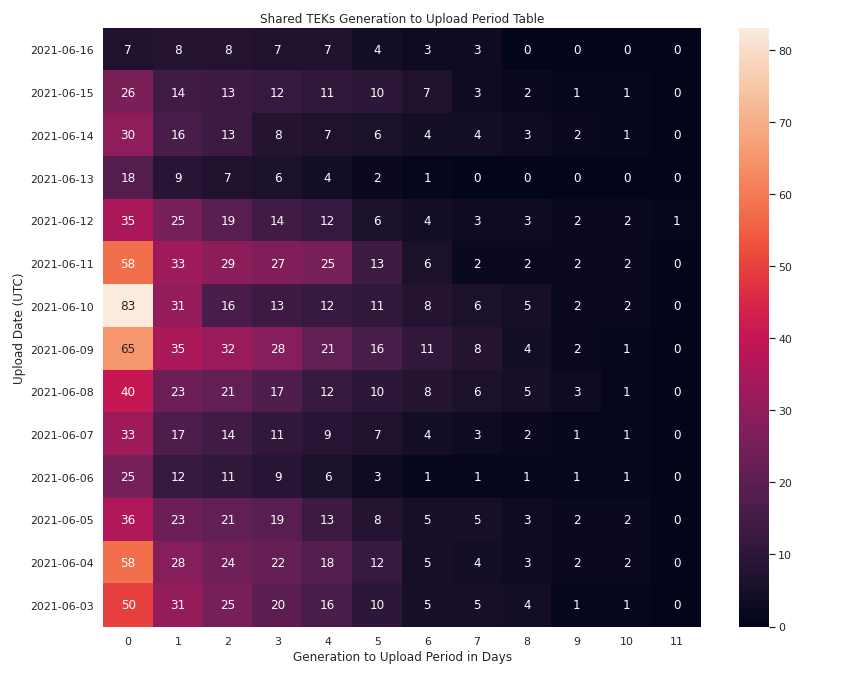 Shared TEKs Generation to Upload Period Table
2021-06-16 7 8 8 7 7 4 3 3 0 0 0 0
2021-06-15 26 14 13 12 11 10 7 3 2 1 1 0
2021-06-14 30 16 13 8 7 6 4 4 3 2 1 0
2021-06-13 18 9 7 6 4 2 1 0 0 0 0 0
2021-06-12 35 25 19 14 12 6 4 3 3 2 2 1
2021-06-11 58 33 29 27 25 13 6 2 2 2 2 0
2021-06-10 83 31 16 13 12 11 8 6 5 2 2 0
2021-06-09 65 35 32 28 21 16 11 8 4 2 1 0
2021-06-08 40 23 21 17 12 10 8 6 5 3 1 0
2021-06-07 33 17 14 11 9 7 4 3 2 1 1 0
2021-06-06 25 12 11 9 6 3 1 1 1 1 1 0
2021-06-05 36 23 21 19 13 8 5 5 3 2 2 0
2021-06-04 58 28 24 22 18 12 5 4 3 2 2 0
2021-06-03 50 31 25 20 16 10 5 5 4 1 1 0
0 1 2 3 4 5 6 7 8 9 10 11
Generation to Upload Period in Days
Upload Date (UTC)
80
70
60
50
40
30
20
10
0